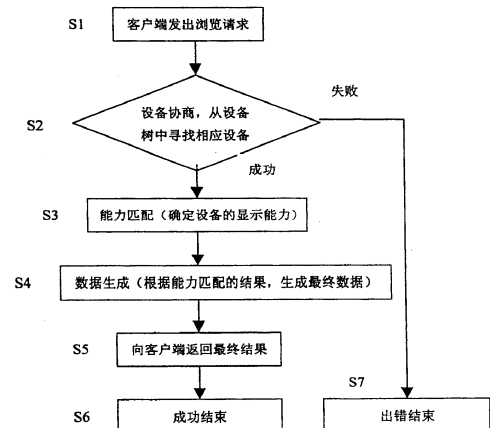 S1
客户端发出浏览请求
失败
S2
设备协商，从设备
树中寻找相应设备
成功
S3
能力匹配（确定设备的显示能力）
S4
数据生成（根据能力匹配的结果，生成最终数据）
S5
向客户端返回最终结果
S7
S6
成功结束
出错结束